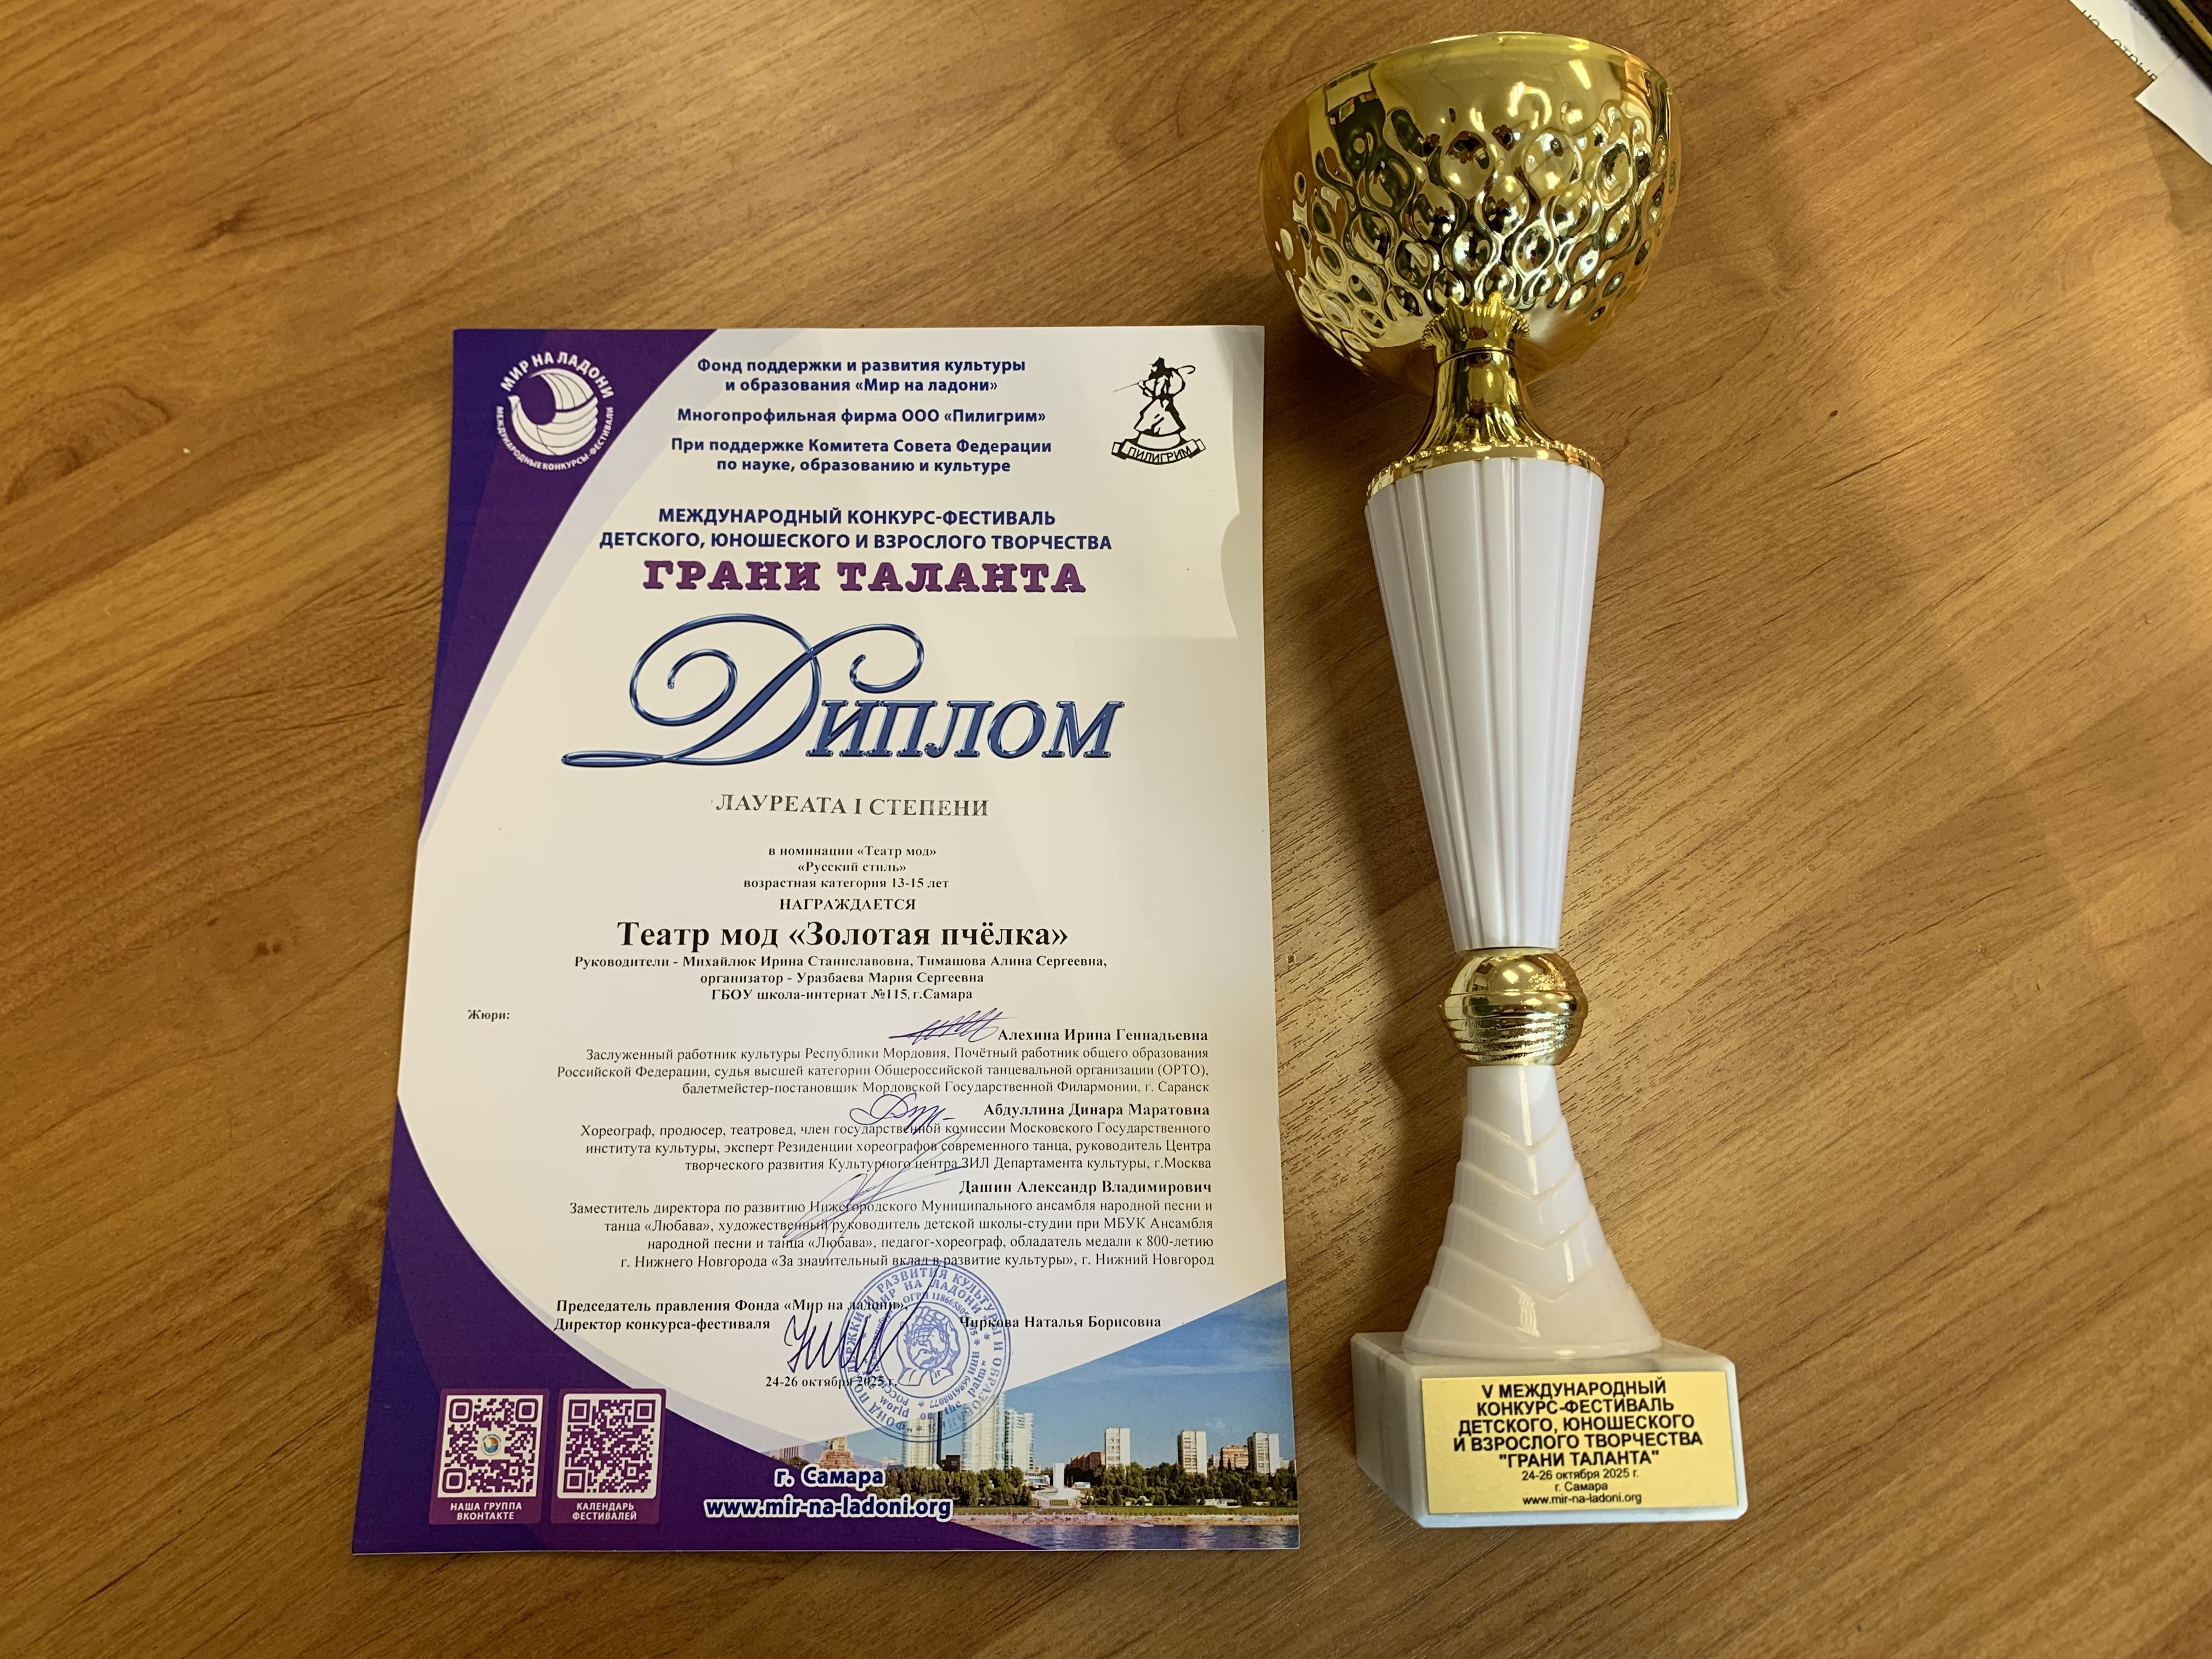 МИР НА ЛАДОНИ
МЕЖДУНАРОДНЫЕ КОНКУРСЫ-ФЕСТИВАЛИ
Фонд поддержки и развития культуры
и образования «Мир на ладони»
Многопрофильная фирма ООО «Пилигрим»
При поддержке Комитета Совета Федерации
по науке, образованию и культуре
ПИЛИГРИМ
МЕЖДУНАРОДНЫЙ КОНКУРС-ФЕСТИВАЛЬ
ДЕТСКОГО, ЮНОШЕСКОГО И ВЗРОСЛОГО ТВОРЧЕСТВА
ГРАНИ ТАЛАНТА
Диплом
ЛАУРЕАТА I СТЕПЕНИ
в номинации «Театр мод»
«Русский стиль»
возрастная категория 13-15 лет
НАГРАЖДАЕТСЯ
Театр мод «Золотая пчёлка»
Руководители - Михайлюк Ирина Станиславовна, Тимашова Алина Сергеевна,
организатор - Уразбаева Мария Сергеевна
ГБОУ школа-интернат №115, г.Самара
Жюри:
Алехина Ирина Геннадьевна
Заслуженный работник культуры Республики Мордовия, Почётный работник общего образования
Российской Федерации, судья высшей категории Общероссийской танцевальной организации (ОРТО),
балетмейстер-постановщик Мордовской Государственной Филармонии, г. Саранск
Абдуллина Динара Маратовна
Хореограф, продюсер, театровед, член государственной комиссии Московского Государственного
института культуры, эксперт Резиденции хореографов современного танца, руководитель Центра
творческого развития Культурного центра ЗИЛ Департамента культуры, г.Москва
Дашин Александр Владимирович
Заместитель директора по развитию Нижегородского Муниципального ансамбля народной песни и
танца «Любава», художественный руководитель детской школы-студии при МБУК Ансамбля
народной песни и танца «Любава», педагог-хореограф, обладатель медали к 800-летию
г. Нижнего Новгорода «За значительный вклад в развитие культуры», г. Нижний Новгород
Председатель правления Фонда «Мир на ладони»,
Директор конкурса-фестиваля Чиркова Наталья Борисовна
24-26 октября 2025 г.
НАША ГРУППА
ВКОНТАКТЕ
КАЛЕНДАРЬ
ФЕСТИВАЛЕЙ
г. Самара
www.mir-na-ladoni.org
V МЕЖДУНАРОДНЫЙ
КОНКУРС-ФЕСТИВАЛЬ
ДЕТСКОГО, ЮНОШЕСКОГО
И ВЗРОСЛОГО ТВОРЧЕСТВА
"ГРАНИ ТАЛАНТА"
24-26 октября 2025 г.
г. Самара
www.mir-na-ladoni.org